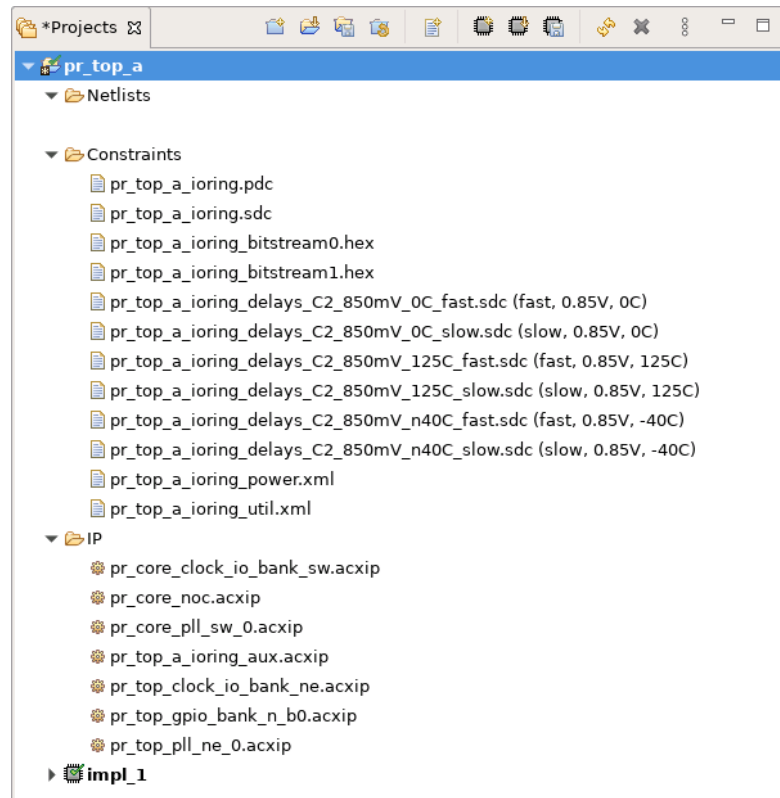 *Projects
pr_top_a
Netlists
Constraints
pr_top_a_ioring.pdc
pr_top_a_ioring.sdc
pr_top_a_ioring_bitstream0.hex
pr_top_a_ioring_bitstream1.hex
pr_top_a_ioring_delays_C2_850mV_0C_fast.sdc (fast, 0.85V, 0C)
pr_top_a_ioring_delays_C2_850mV_0C_slow.sdc (slow, 0.85V, 0C)
pr_top_a_ioring_delays_C2_850mV_125C_fast.sdc (fast, 0.85V, 125C)
pr_top_a_ioring_delays_C2_850mV_125C_slow.sdc (slow, 0.85V, 125C)
pr_top_a_ioring_delays_C2_850mV_n40C_fast.sdc (fast, 0.85V, -40C)
pr_top_a_ioring_delays_C2_850mV_n40C_slow.sdc (slow, 0.85V, -40C)
pr_top_a_ioring_power.xml
pr_top_a_ioring_util.xml
IP
pr_core_clock_io_bank_sw.acxip
pr_core_noc.acxip
pr_core_pll_sw_0.acxip
pr_top_a_ioring_aux.acxip
pr_top_clock_io_bank_ne.acxip
pr_top_gpio_bank_n_b0.acxip
pr_top_pll_ne_0.acxip
impl_1